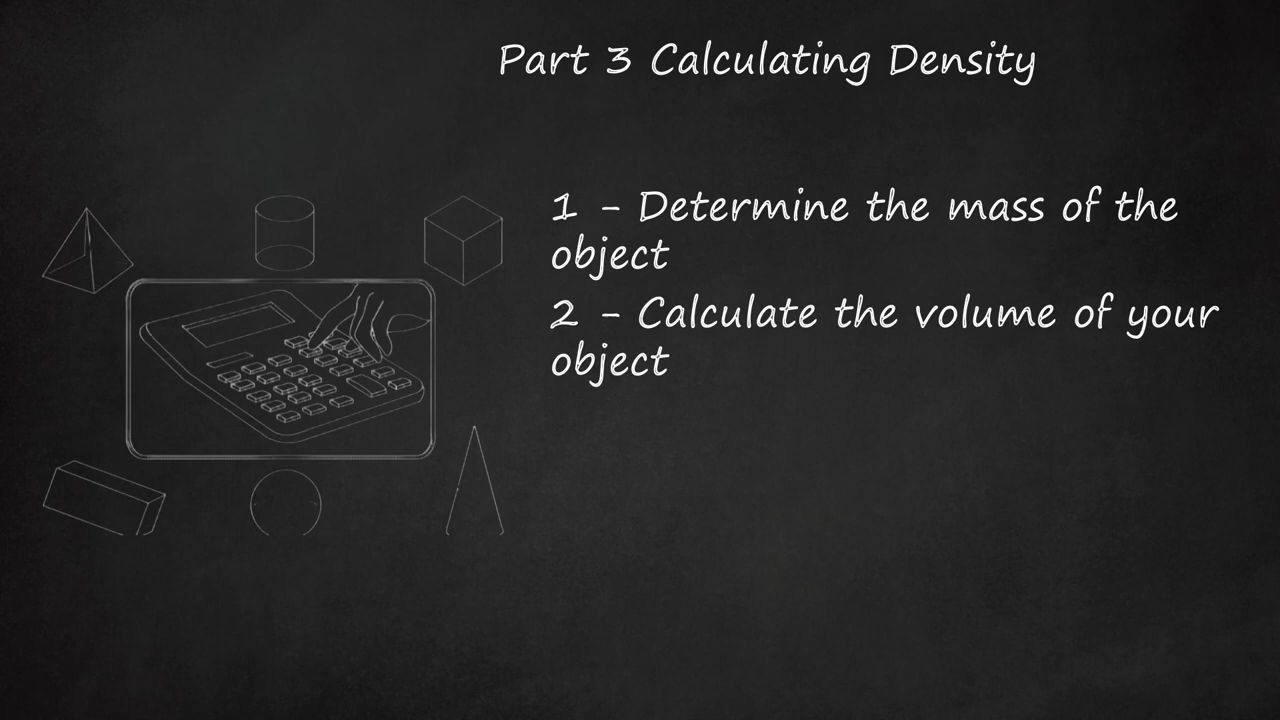 Part 3 Calculating Density
1 - Determine the mass of the
object
2 - Calculate the volume of your
object